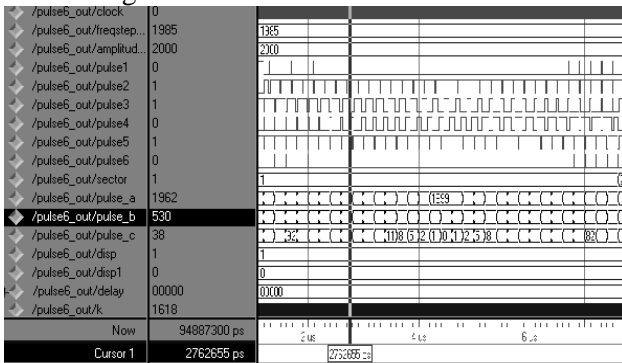 /pulse6_out/clock 0
/pulse6_out/freqstep... 1985 1985
/pulse6_out/amplitud... 2000 2000
/pulse6_out/pulse1 0
/pulse6_out/pulse2 1
/pulse6_out/pulse3 1
/pulse6_out/pulse4 0
/pulse6_out/pulse5 1
/pulse6_out/pulse6 0
/pulse6_out/sector 1 1
/pulse6_out/pulse_a 1962
/pulse6_out/pulse_b 530
/pulse6_out/pulse_c 38
/pulse6_out/disp 1 1
/pulse6_out/disp1 0 0
/pulse6_out/delay 00000 00000
/pulse6_out/k 1618
Now 94887300 ps 2 us 4 us
Cursor 1 2762655 ps 2762655 ps